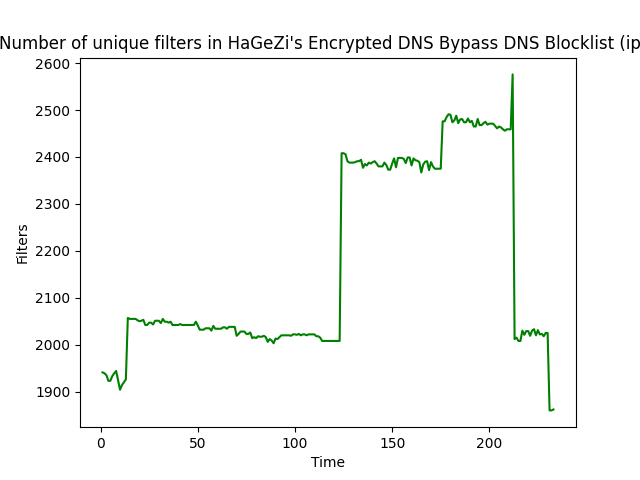 Number of unique filters in HaGeZi's Encrypted DNS Bypass DNS Blocklist (ip
2600
2500
2400
2300
2200
2100
2000
1900
Filters
0 50 100 150 200
Time